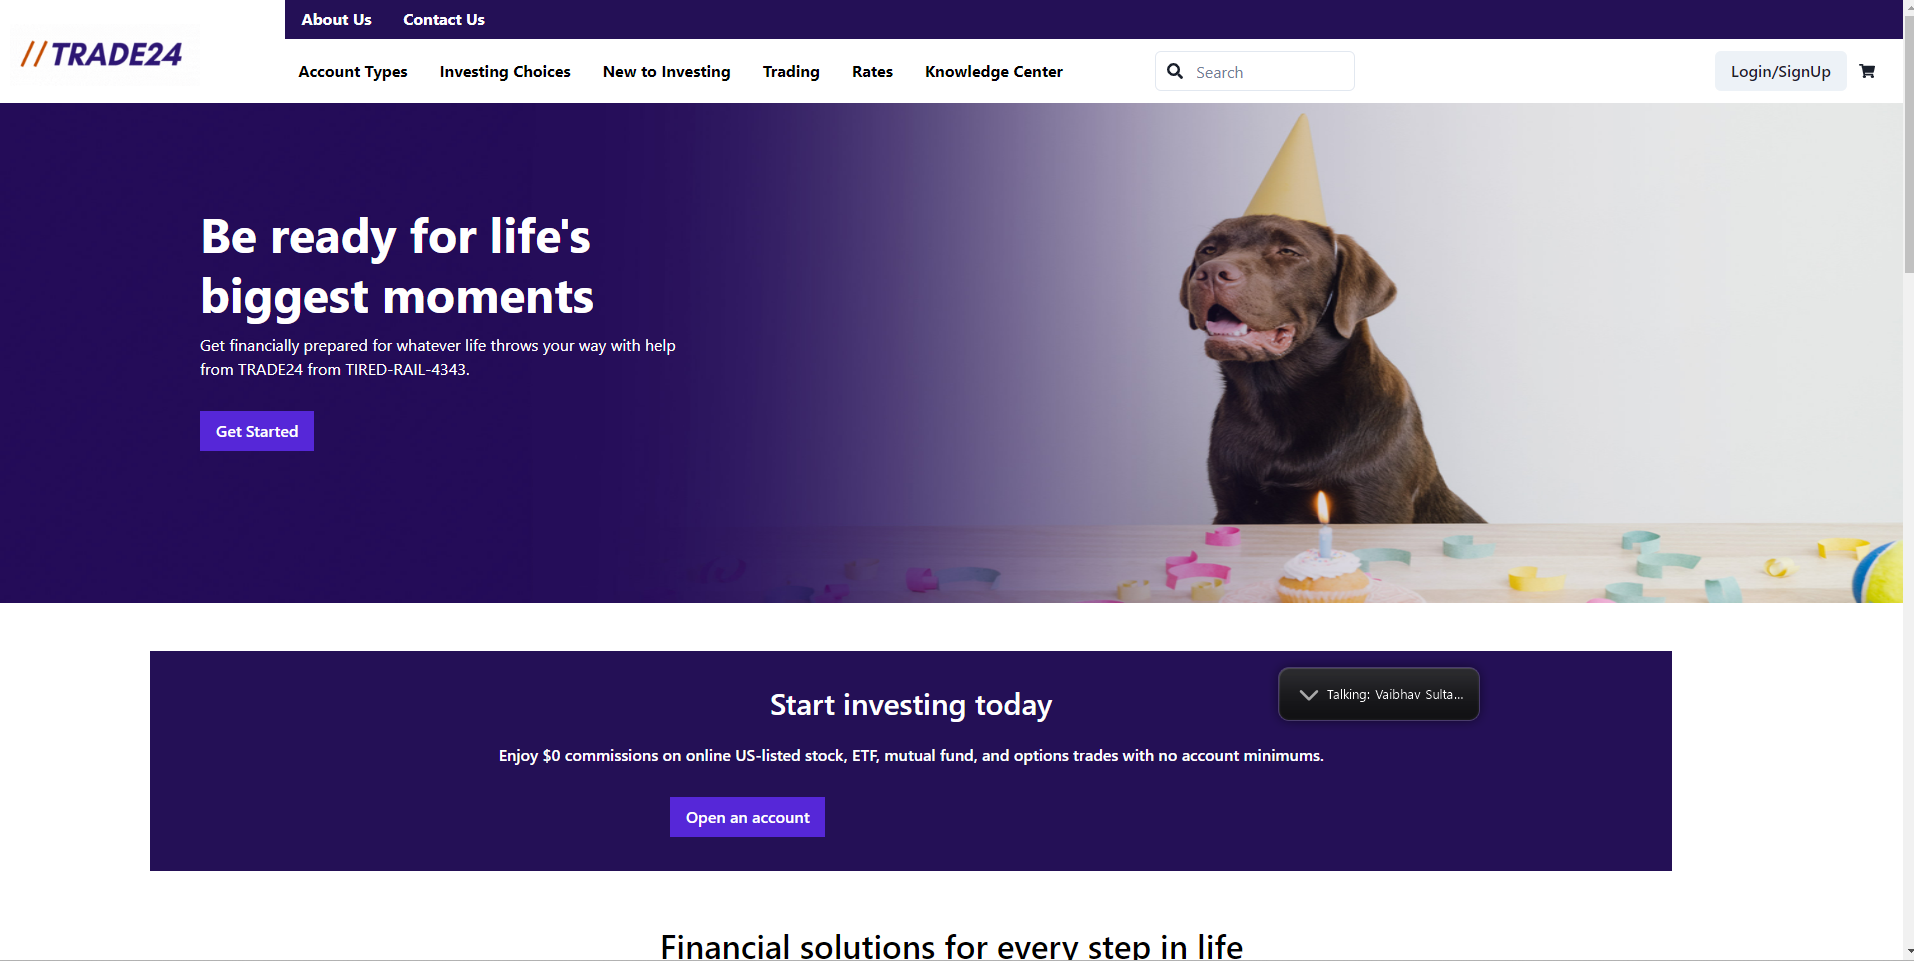 //TRADE24
About Us Contact Us
Account Types Investing Choices New to Investing Trading Rates Knowledge Center Search Login/SignUp
Be ready for life's
biggest moments
Get financially prepared for whatever life throws your way with help
from TRADE24 from TIRED-RAIL-4343.
Get Started
Start investing today
Talking: Vaibhav Sulta...
Enjoy $0 commissions on online US-listed stock, ETF, mutual fund, and options trades with no account minimums.
Open an account
Financial solutions for every step in life